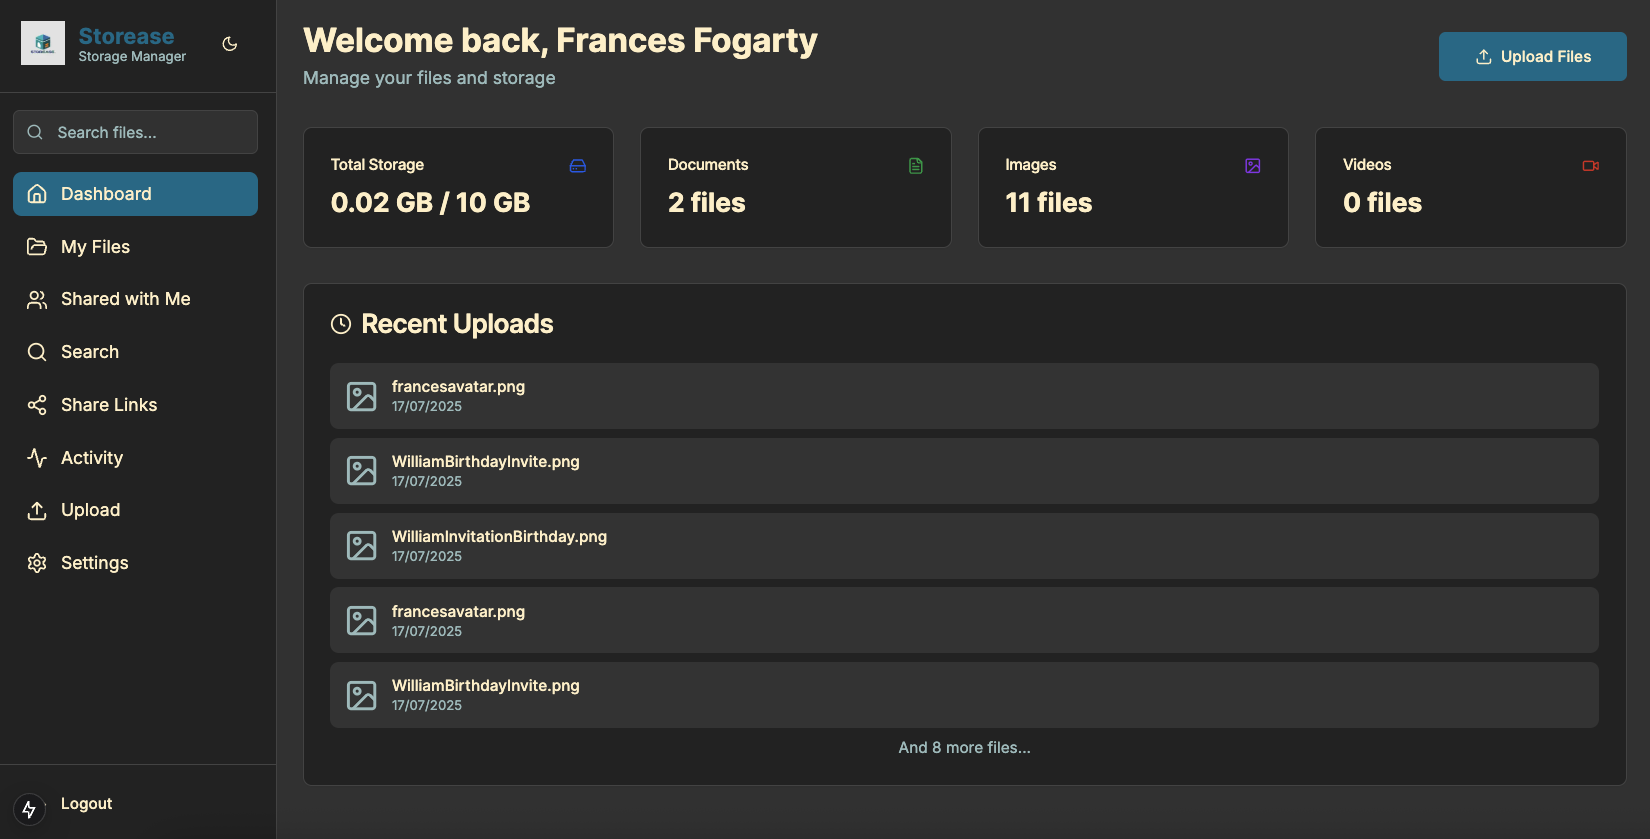 Storease
Storage Manager
Search files...
Dashboard
My Files
Shared with Me
Search
Share Links
Activity
Upload
Settings
Logout
Welcome back, Frances Fogarty
Manage your files and storage
Upload Files
Total Storage
0.02 GB / 10 GB
Documents
2 files
Images
11 files
Videos
0 files
Recent Uploads
francesavatar.png
17/07/2025
WilliamBirthdayInvite.png
17/07/2025
WilliamInvitationBirthday.png
17/07/2025
francesavatar.png
17/07/2025
WilliamBirthdayInvite.png
17/07/2025
And 8 more files...